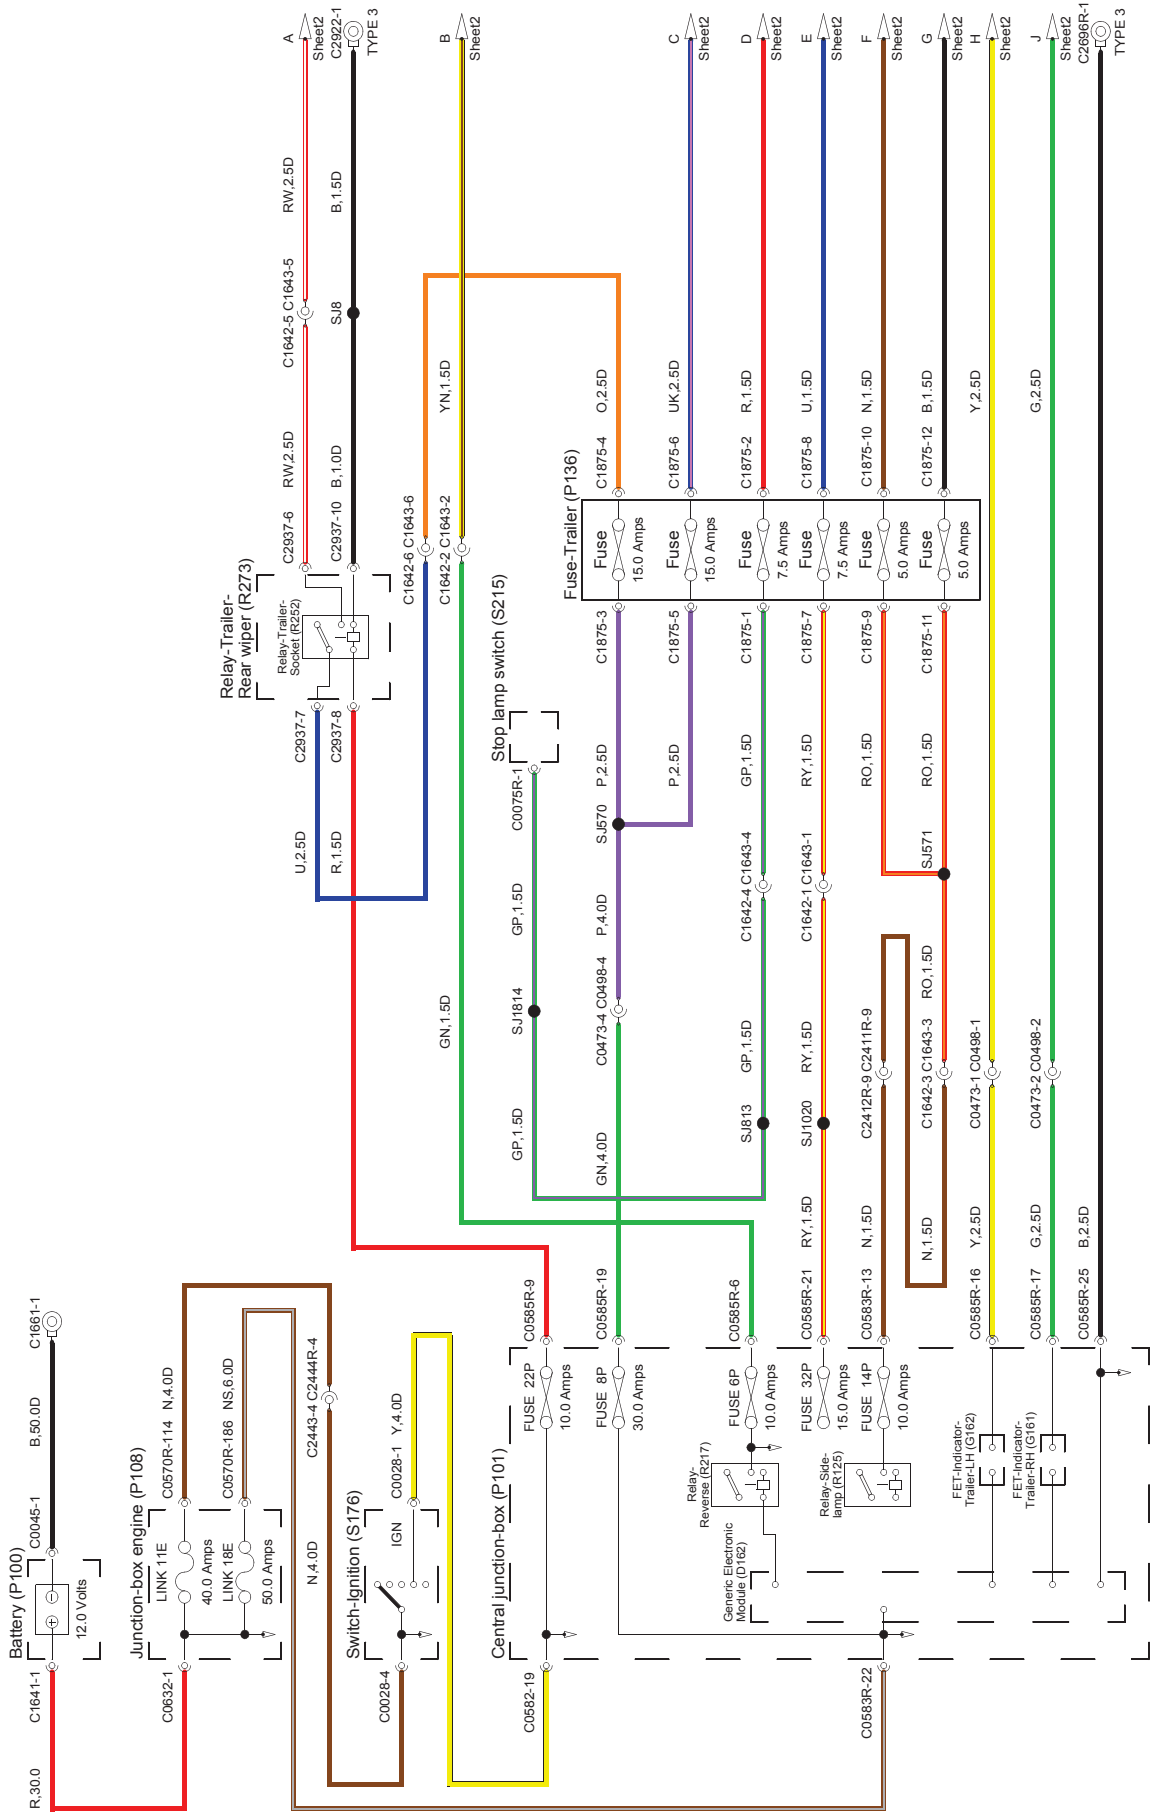 Battery (P100)
C1641-1
C0045-1
12.0 Volts
R,30.0
B,50.0D
C1661-1
Junction-box engine (P108)
C0632-1
LINK 11E
40.0 Amps
LINK 18E
50.0 Amps
C0570R-114
N,4.0D
C0570R-186
NS,6.0D
N,4.0D
C2443-4
C2444R-4
Switch-Ignition (S176)
C0028-4
IGN
C0028-1
Y,4.0D
Central junction-box (P101)
C0582-19
C0583R-22
FUSE 22P
10.0 Amps
C0585R-9
FUSE 8P
30.0 Amps
C0585R-19
Relay-
Reverse (R217)
FUSE 6P
10.0 Amps
C0585R-6
Generic Electronic
Module (D162)
FUSE 32P
15.0 Amps
C0585R-21
Relay-Side-
lamp (R125)
FUSE 14P
10.0 Amps
C0583R-13
FET-Indicator-
Trailer-LH (G162)
C0585R-16
FET-Indicator-
Trailer-RH (G161)
C0585R-17
C0585R-25
Relay-Trailer-
Rear wiper (R273)
Relay-Trailer-
Socket (R252)
C2937-7
C2937-8
U,2.5D
R,1.5D
C2937-6
RW,2.5D
C1642-5
C1643-5
RW,2.5D
A
Sheet2
C2937-10
B,1.0D
SJ8
B,1.5D
C2922-1
TYPE 3
C1642-6
C1643-6
GN,1.5D
C1642-2
C1643-2
YN,1.5D
B
Sheet2
Stop lamp switch (S215)
C0075R-1
GP,1.5D
SJ1814
GP,1.5D
Fuse-Trailer (P136)
GN,4.0D
C0473-4
C0498-4
P,4.0D
SJ570
P,2.5D
C1875-3
Fuse
15.0 Amps
C1875-4
O,2.5D
P,2.5D
C1875-5
Fuse
15.0 Amps
C1875-6
UK,2.5D
C
Sheet2
SJ813
GP,1.5D
C1642-4
C1643-4
GP,1.5D
C1875-1
Fuse
7.5 Amps
C1875-2
R,1.5D
D
Sheet2
RY,1.5D
SJ1020
RY,1.5D
C1642-1
C1643-1
RY,1.5D
C1875-7
Fuse
7.5 Amps
C1875-8
U,1.5D
E
Sheet2
N,1.5D
C2412R-9
C2411R-9
RO,1.5D
C1875-9
Fuse
5.0 Amps
C1875-10
N,1.5D
F
Sheet2
N,1.5D
C1642-3
C1643-3
RO,1.5D
SJ571
RO,1.5D
C1875-11
Fuse
5.0 Amps
C1875-12
B,1.5D
G
Sheet2
Y,2.5D
C0473-1
C0498-1
Y,2.5D
H
Sheet2
G,2.5D
C0473-2
C0498-2
G,2.5D
J
Sheet2
B,2.5D
C2696R-1
TYPE 3